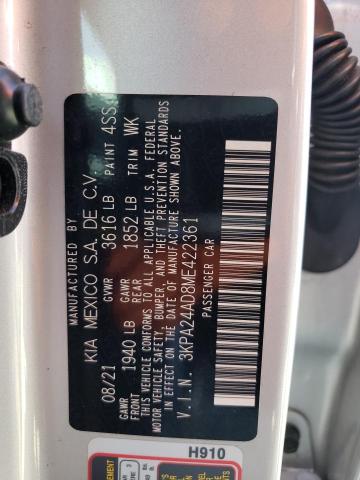 MANUFACTURED BY
KIA MEXICO S.A. DE C.V.
08/21 GVWR 3616 LB PAINT 4SS
GAWR FRONT 1940 LB GAWR REAR 1852 LB TRIM WK
THIS VEHICLE CONFORMS TO ALL APPLICABLE U.S.A. FEDERAL
MOTOR VEHICLE SAFETY, BUMPER, AND THEFT PREVENTION STANDARDS
IN EFFECT ON THE DATE OF MANUFACTURE SHOWN ABOVE.
V.I.N. 3KPA24AD8ME422361
PASSENGER CAR
H910